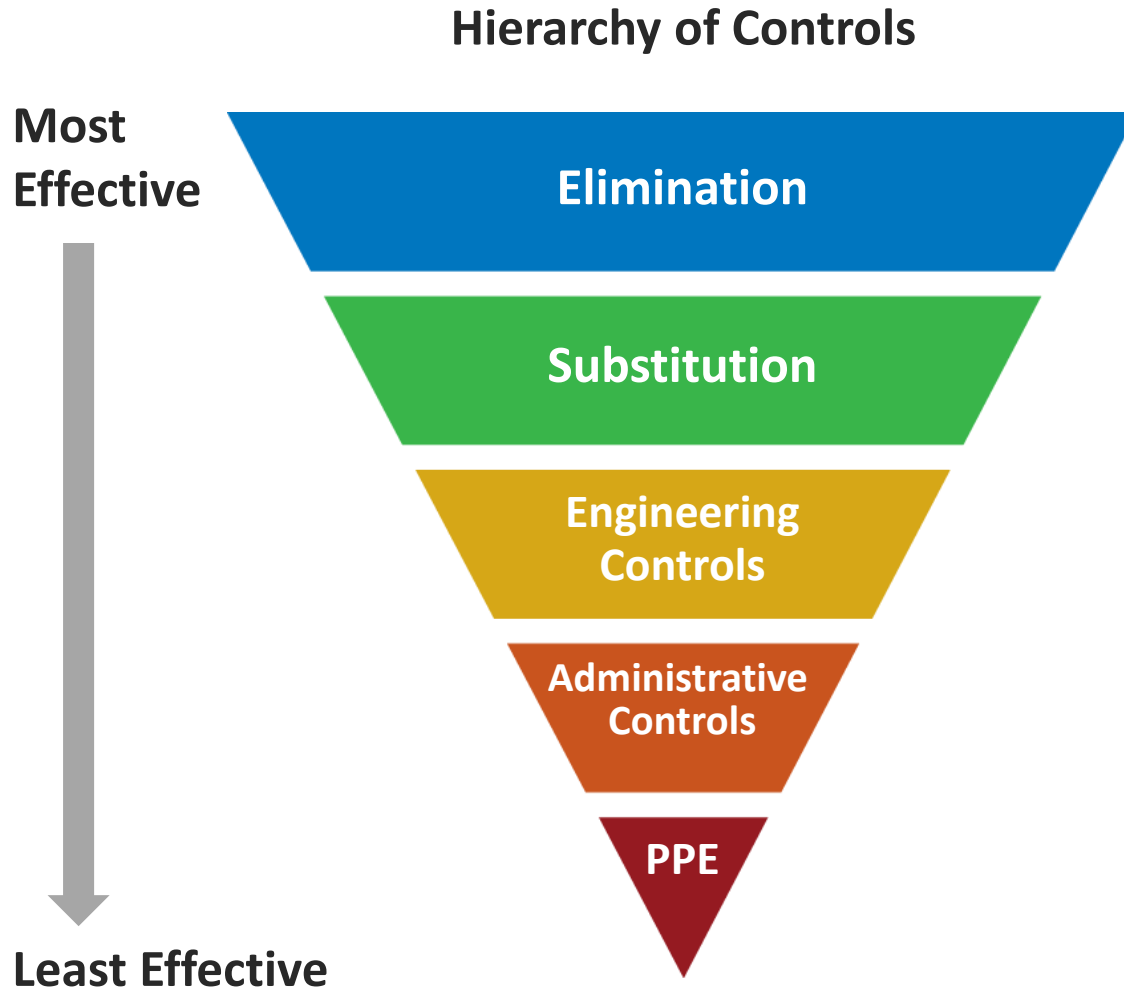 Hierarchy of Controls
Most
Effective
Elimination
Substitution
Engineering
Controls
Administrative
Controls
PPE
Least Effective